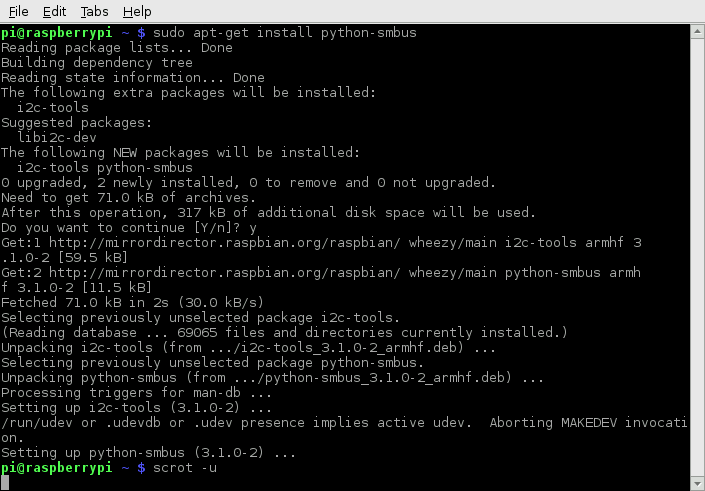 File Edit Tabs Help
pi@raspberrypi ~ $ sudo apt-get install python-smbus
Reading package lists... Done
Building dependency tree
Reading state information... Done
The following extra packages will be installed:
  i2c-tools
Suggested packages:
  libi2c-dev
The following NEW packages will be installed:
  i2c-tools python-smbus
0 upgraded, 2 newly installed, 0 to remove and 0 not upgraded.
Need to get 71.0 kB of archives.
After this operation, 317 kB of additional disk space will be used.
Do you want to continue [Y/n]? y
Get:1 http://mirrordirector.raspbian.org/raspbian/ wheezy/main i2c-tools armhf 3
.1.0-2 [59.5 kB]
Get:2 http://mirrordirector.raspbian.org/raspbian/ wheezy/main python-smbus armh
f 3.1.0-2 [11.5 kB]
Fetched 71.0 kB in 2s (30.0 kB/s)
Selecting previously unselected package i2c-tools.
(Reading database ... 69065 files and directories currently installed.)
Unpacking i2c-tools (from .../i2c-tools_3.1.0-2_armhf.deb) ...
Selecting previously unselected package python-smbus.
Unpacking python-smbus (from .../python-smbus_3.1.0-2_armhf.deb) ...
Processing triggers for man-db ...
Setting up i2c-tools (3.1.0-2) ...
/run/udev or .udevdb or .udev presence implies active udev.  Aborting MAKEDEV invocati
on.
Setting up python-smbus (3.1.0-2) ...
pi@raspberrypi ~ $ scrot -u